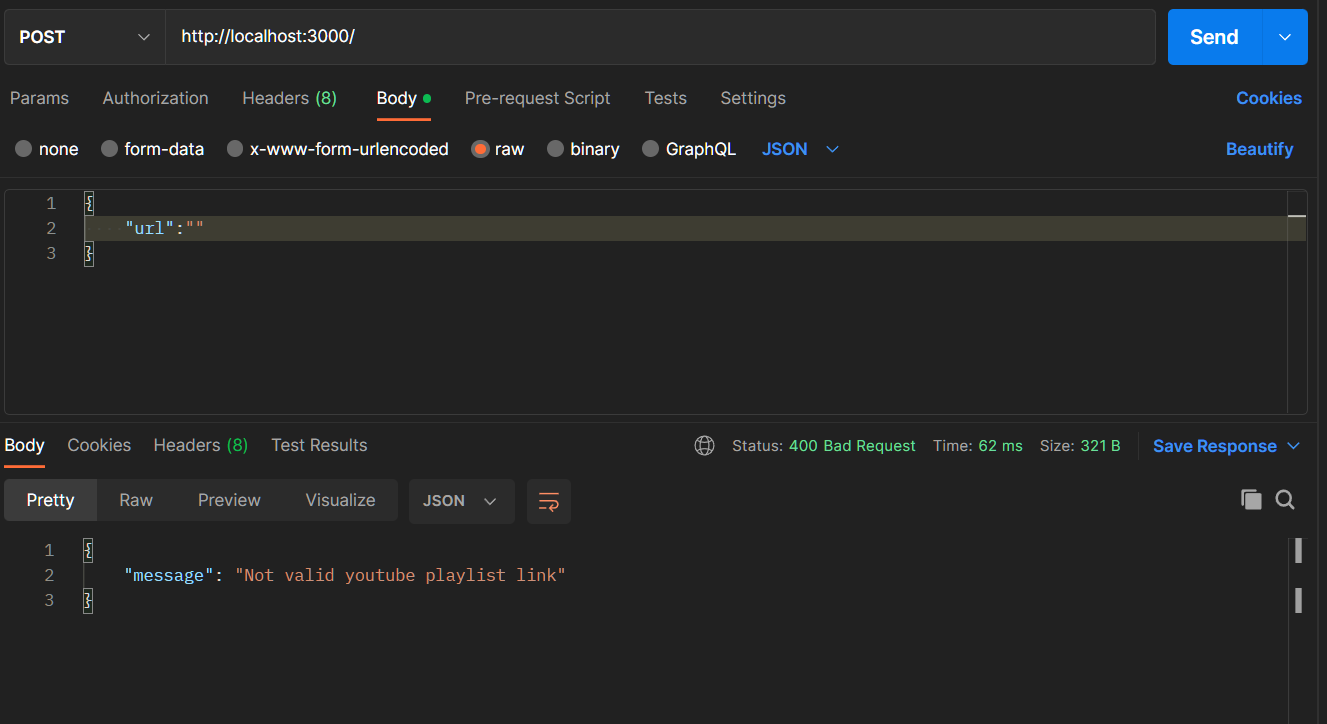 POST http://localhost:3000/ Send
Params Authorization Headers (8) Body Pre-request Script Tests Settings Cookies
none form-data x-www-form-urlencoded raw binary GraphQL JSON Beautify
1 {
2 "url":""
3 }
Body Cookies Headers (8) Test Results Status: 400 Bad Request Time: 62 ms Size: 321 B Save Response
Pretty Raw Preview Visualize JSON
1 {
2 "message": "Not valid youtube playlist link"
3 }